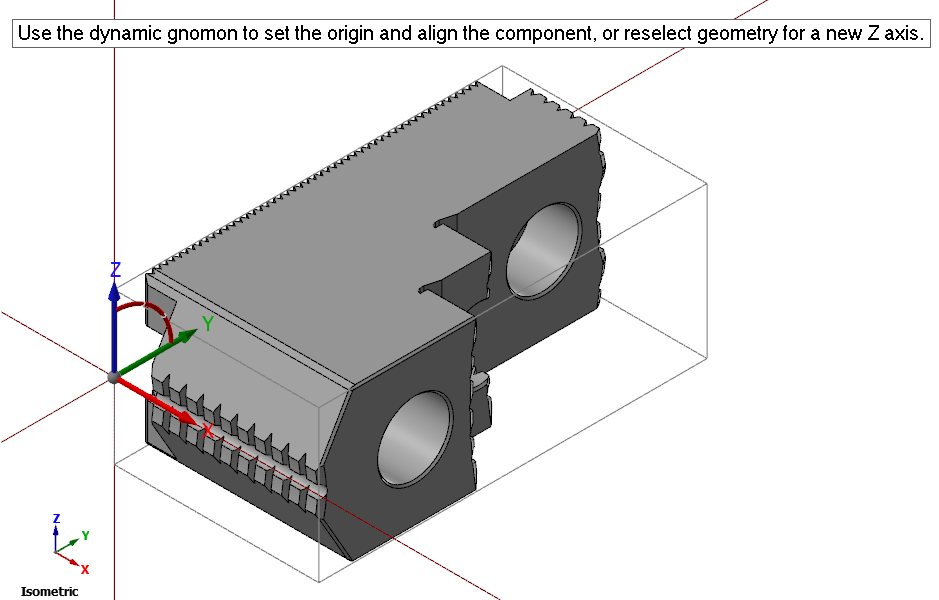 Use the dynamic gnomon to set the origin and align the component, or reselect geometry for a new Z axis.
Z
Y
X
Z
Y
X
Isometric